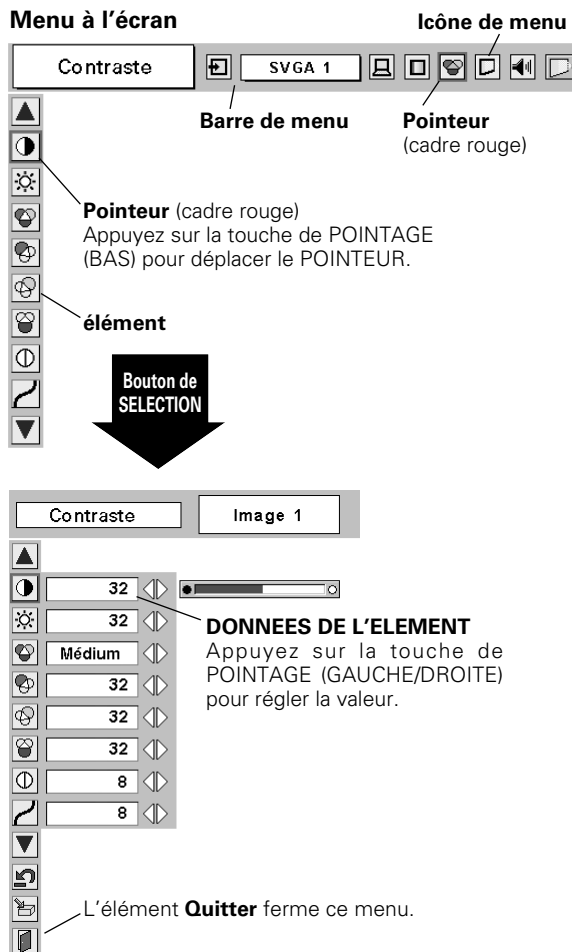 Menu à l'écran
Icône de menu
Contraste
SVGA 1
Barre de menu
Pointeur
(cadre rouge)
Pointeur (cadre rouge)
Appuyez sur la touche de POINTAGE
(BAS) pour déplacer le POINTEUR.
élément
Bouton de
SELECTION
Contraste
Image 1
32
32
Médium
32
32
32
8
8
DONNEES DE L'ELEMENT
Appuyez sur la touche de
POINTAGE (GAUCHE/DROITE)
pour régler la valeur.
L'élément Quitter ferme ce menu.